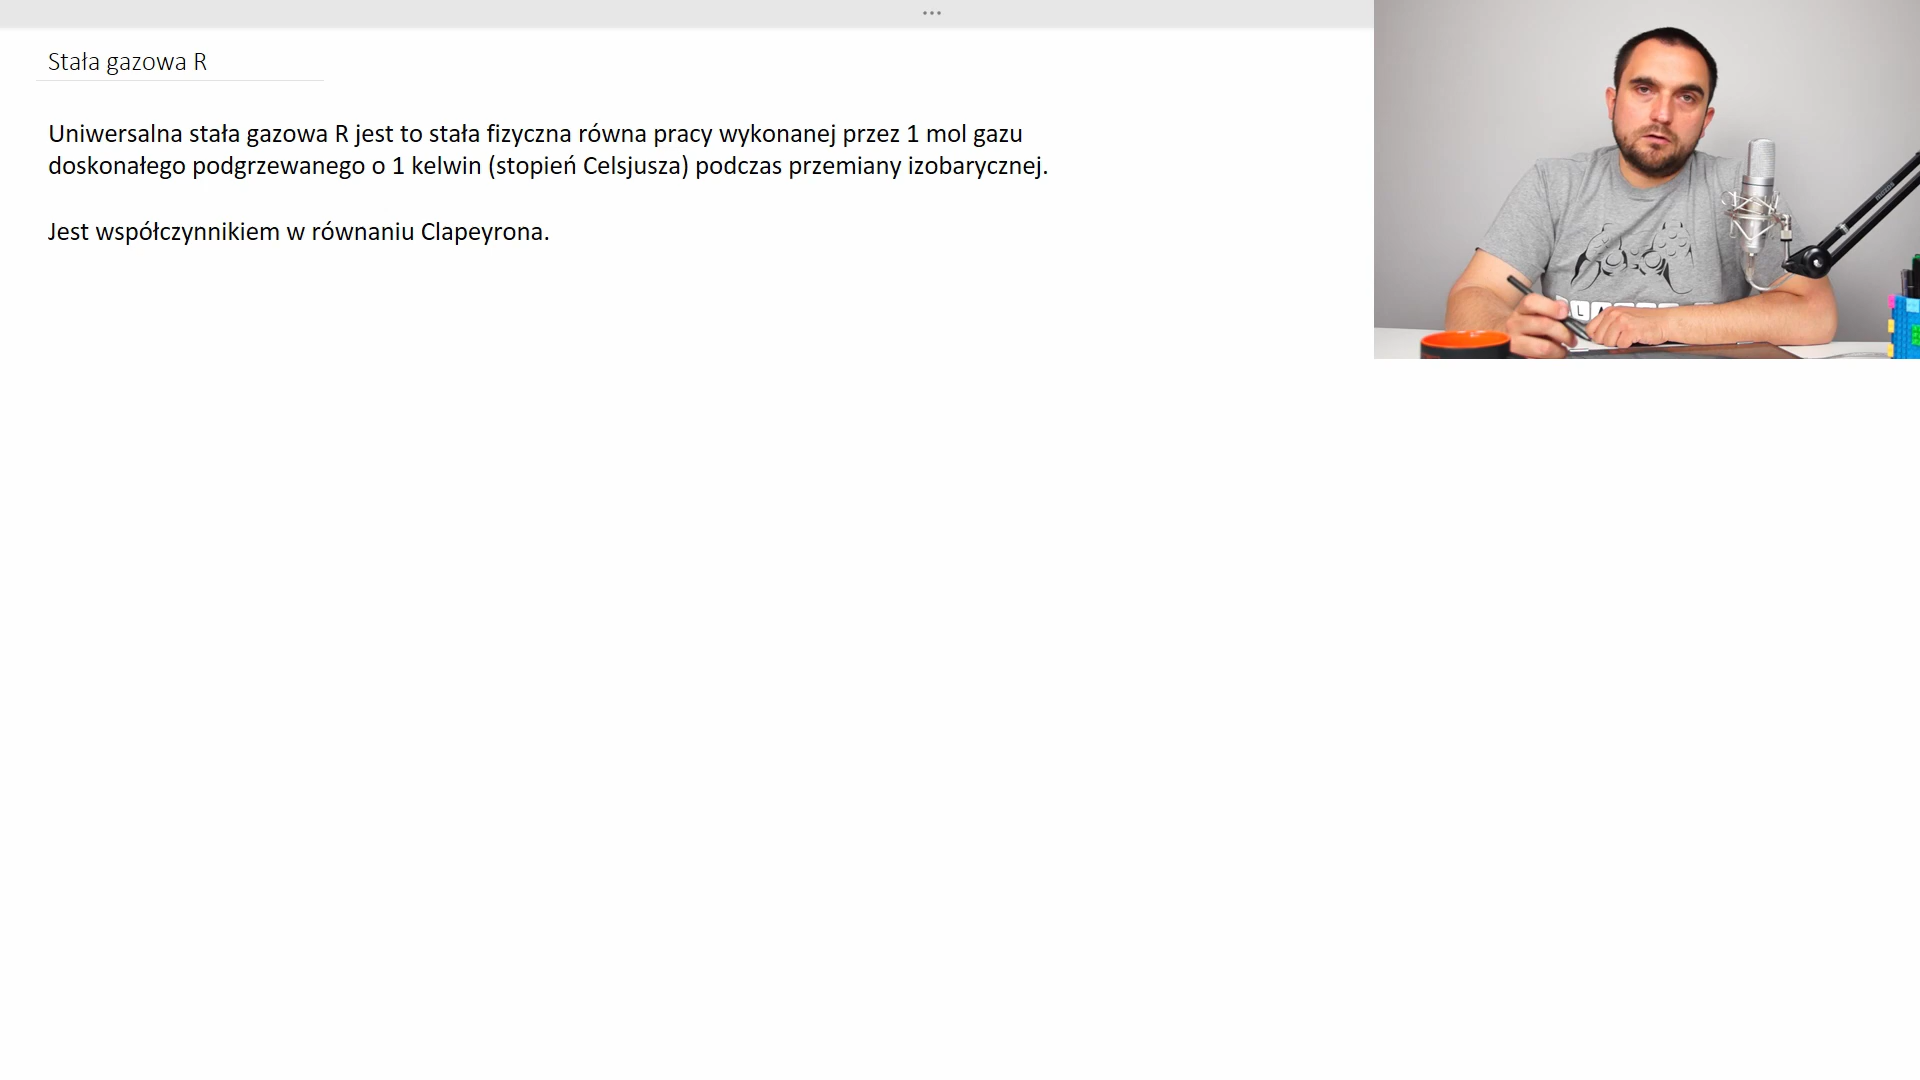 Stała gazowa R
Uniwersalna stała gazowa R jest to stała fizyczna równa pracy wykonanej przez 1 mol gazu
doskonałego podgrzewanego o 1 kelwin (stopień Celsjusza) podczas przemiany izobarycznej.
Jest współczynnikiem w równaniu Clapeyrona.